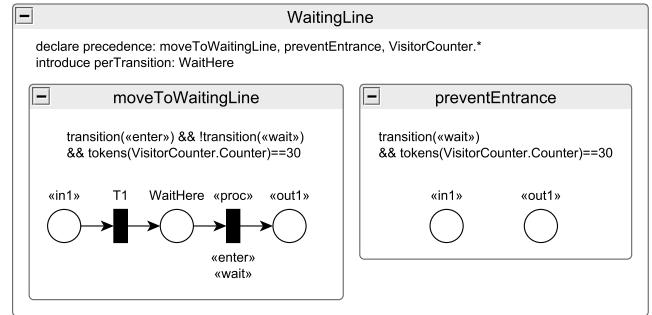 WaitingLine
declare precedence: moveToWaitingLine, preventEntrance, VisitorCounter.*
introduce perTransition: WaitHere
moveToWaitingLine
transition(«enter») && !transition(«wait»)
&& tokens(VisitorCounter.Counter)==30
«in1» T1 WaitHere «proc» «out1»
«enter»
«wait»
preventEntrance
transition(«wait»)
&& tokens(VisitorCounter.Counter)==30
«in1» «out1»